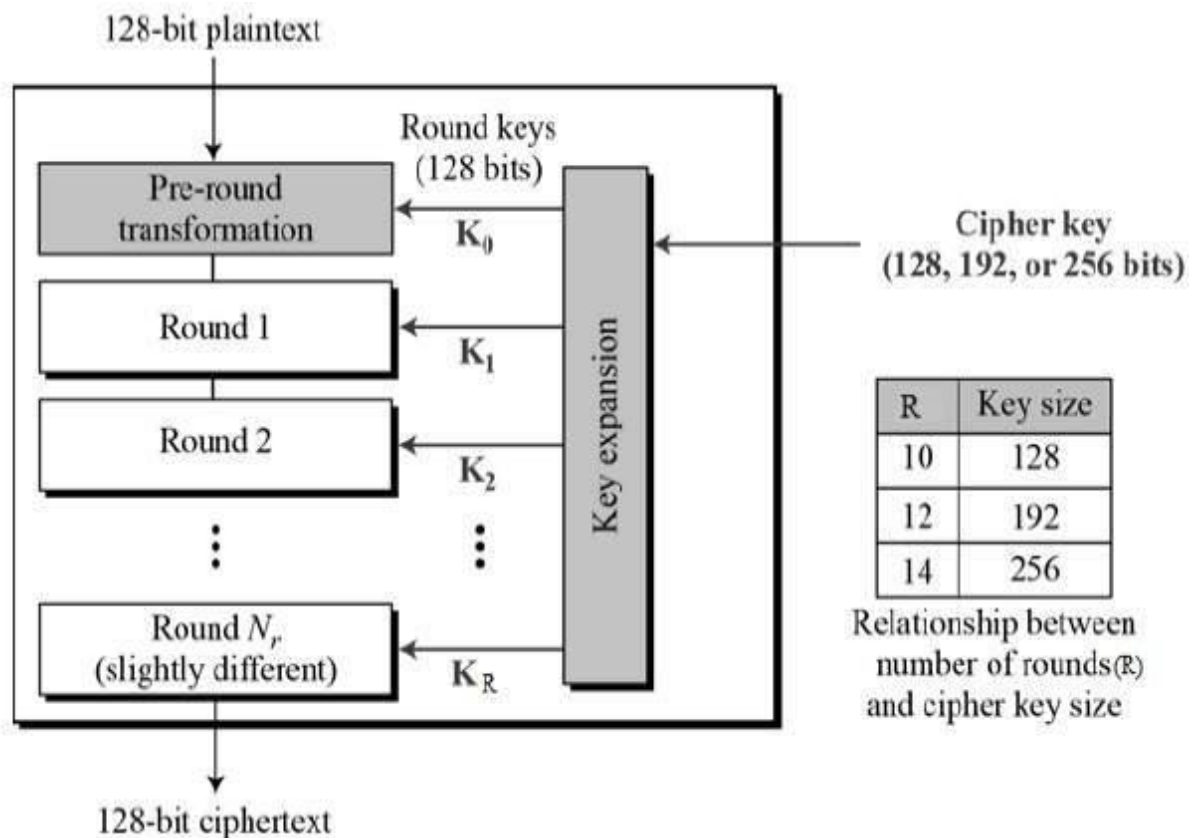 128-bit plaintext
Round keys
(128 bits)
Pre-round
transformation
K₀
Cipher key
(128, 192, or 256 bits)
Round 1
K₁
Round 2
K₂
Key expansion
R Key size
10 128
12 192
14 256
Round Nᵣ
(slightly different)
K_R
Relationship between
number of rounds(R)
and cipher key size
128-bit ciphertext